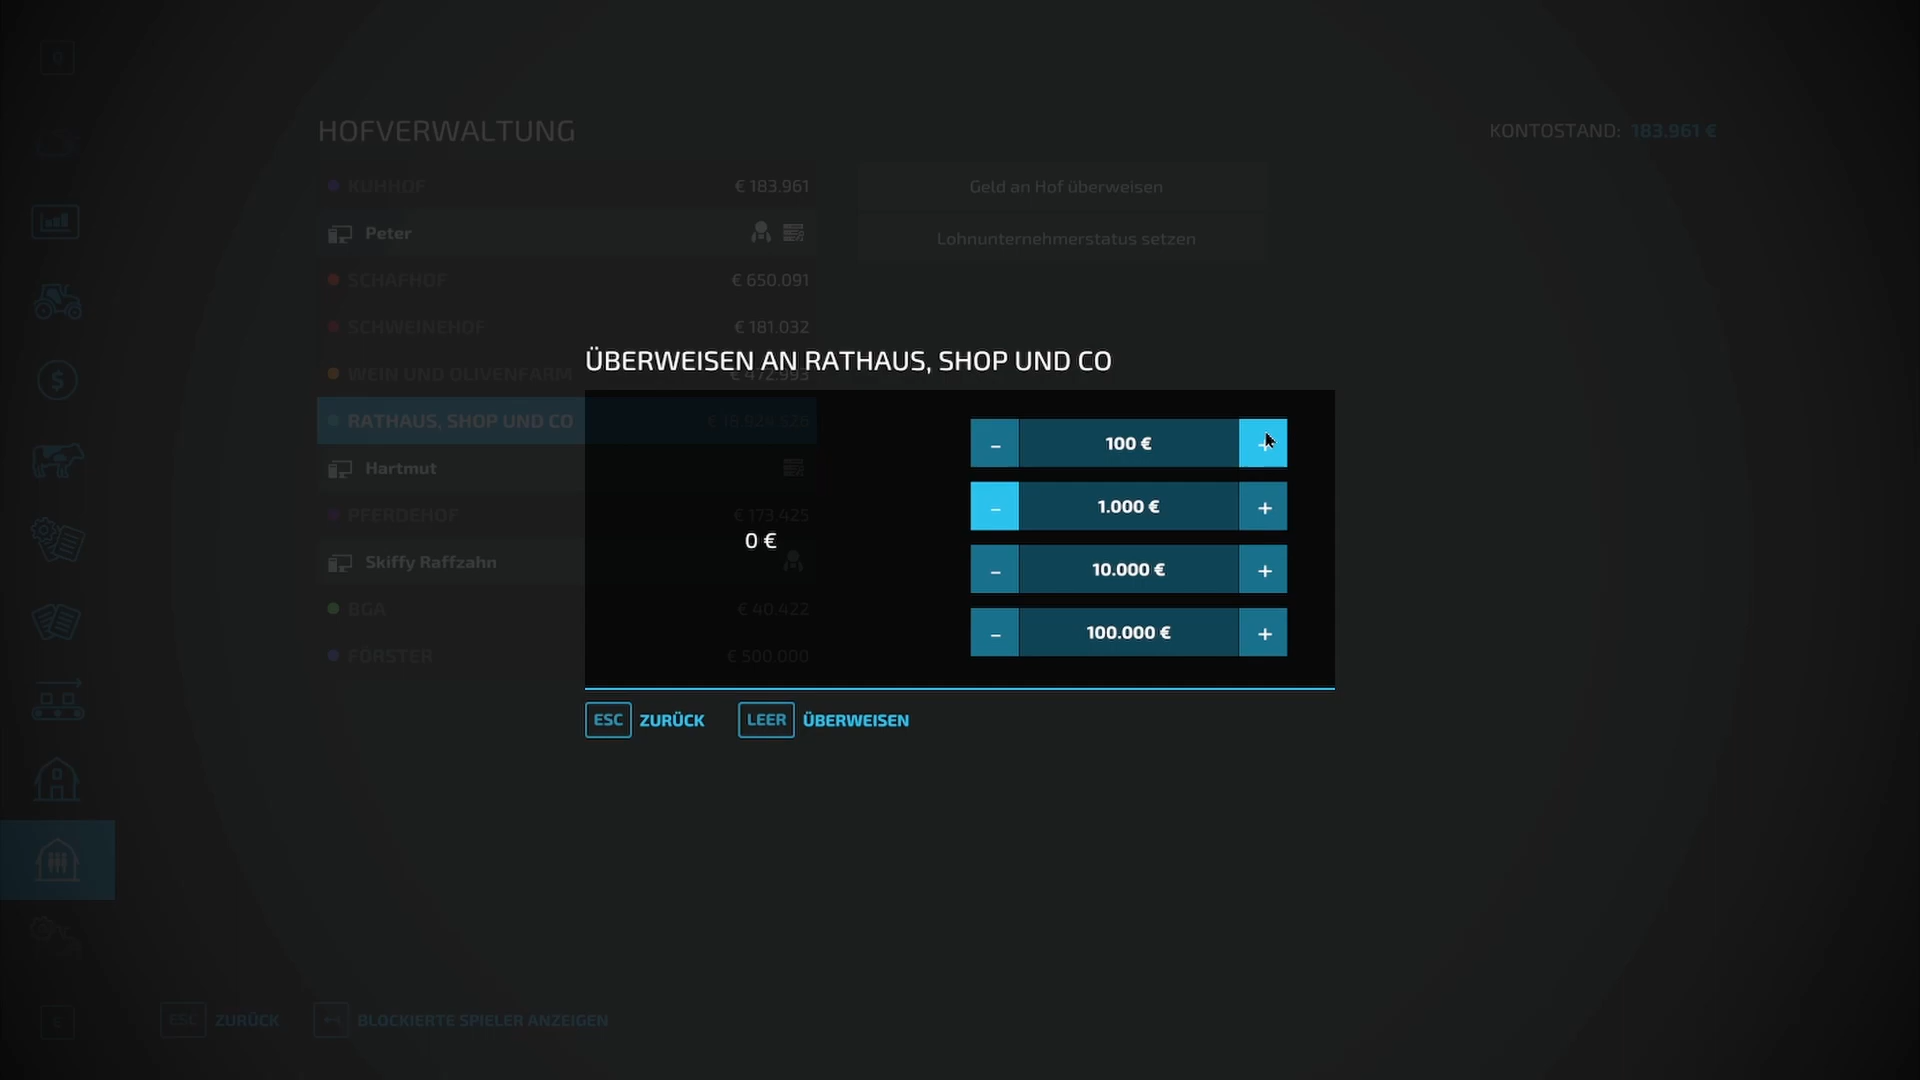 HOFVERWALTUNG
KONTOSTAND: 183.961 €
KUHHOF € 183.961
Geld an Hof überweisen
Peter
Lohnunternehmerstatus setzen
SCHAFHOF € 650.091
SCHWEINEHOF € 181.032
ÜBERWEISEN AN RATHAUS, SHOP UND CO
WEIN UND OLIVENFARM € 472.993
RATHAUS, SHOP UND CO
- 100 € +
Hartmut
- 1.000 € +
PFERDEHOF € 173.425
0 €
Skiffy Raffzahn
- 10.000 € +
BGA € 40.422
- 100.000 € +
FÖRSTER € 500.000
ESC ZURÜCK LEER ÜBERWEISEN
ESC ZURÜCK BLOCKIERTE SPIELER ANZEIGEN
E